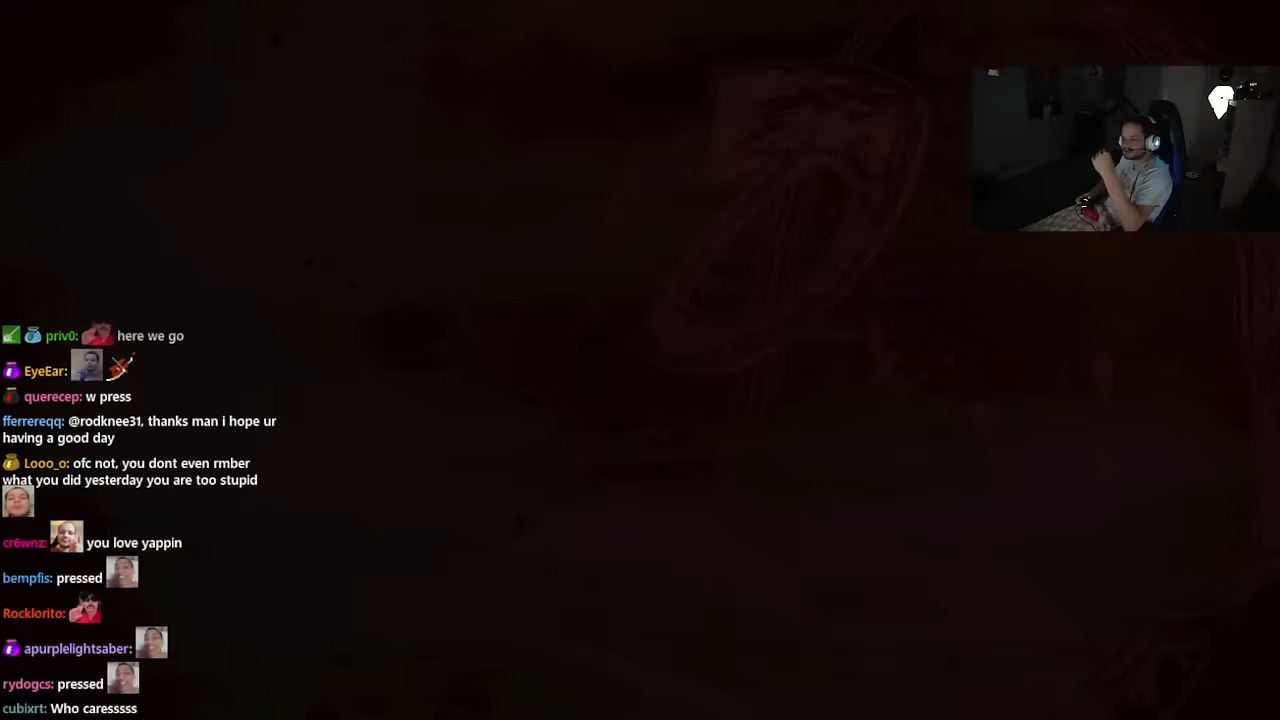 priv0: here we go
EyeEar:
querecep: w press
fferrereqq: @rodknee31, thanks man i hope ur
having a good day
Looo_o: ofc not, you dont even rmber
what you did yesterday you are too stupid
cr6wnz: you love yappin
bempfis: pressed
Rocklorito:
apurplelightsaber:
rydogcs: pressed
cubixrt: Who caresssss